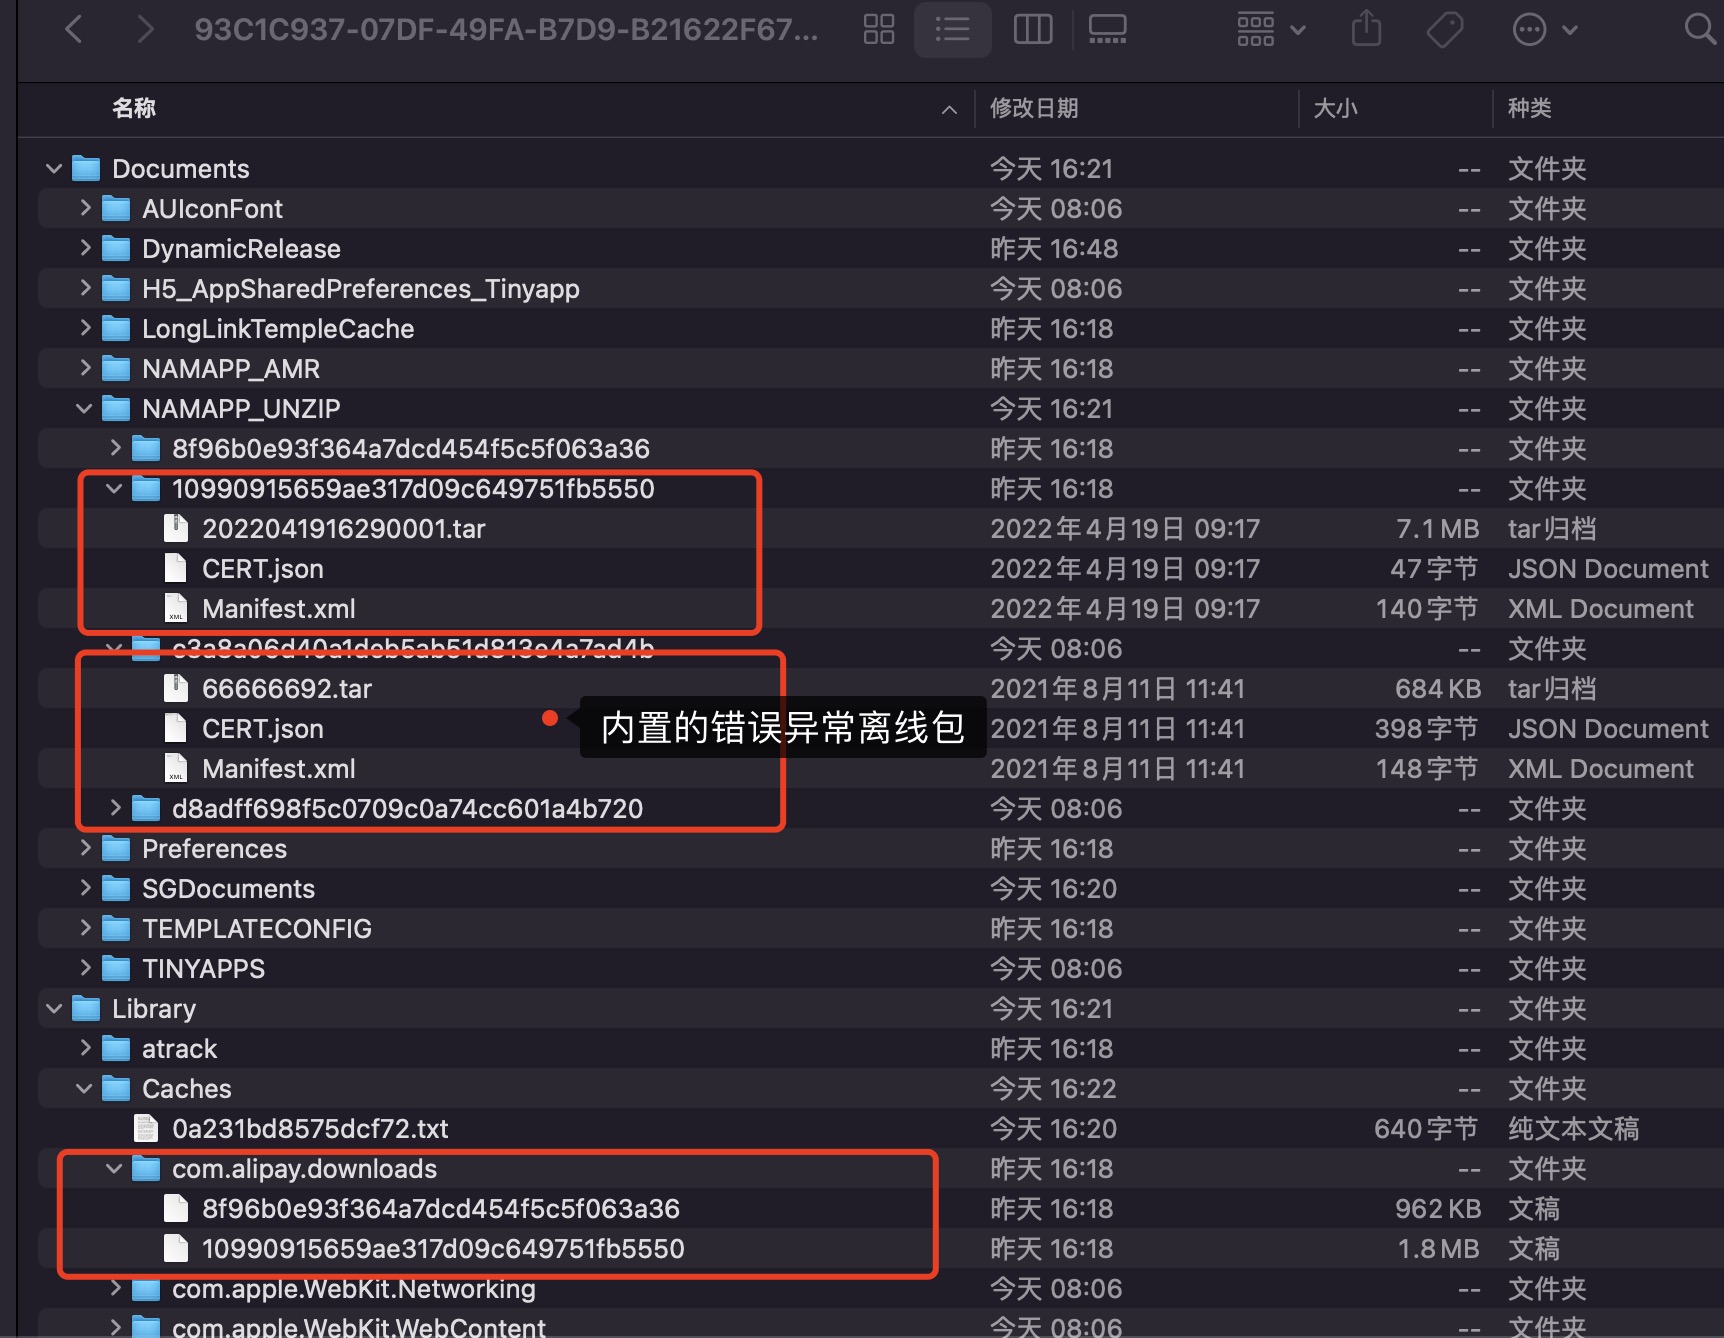 93C1C937-07DF-49FA-B7D9-B21622F67...
名称 修改日期 大小 种类
Documents 今天 16:21 -- 文件夹
AUIconFont 今天 08:06 -- 文件夹
DynamicRelease 昨天 16:48 -- 文件夹
H5_AppSharedPreferences_Tinyapp 今天 08:06 -- 文件夹
LongLinkTempleCache 昨天 16:18 -- 文件夹
NAMAPP_AMR 昨天 16:18 -- 文件夹
NAMAPP_UNZIP 今天 16:21 -- 文件夹
8f96b0e93f364a7dcd454f5c5f063a36 昨天 16:18 -- 文件夹
10990915659ae317d09c649751fb5550 昨天 16:18 -- 文件夹
2022041916290001.tar 2022年4月19日 09:17 7.1 MB tar归档
CERT.json 2022年4月19日 09:17 47字节 JSON Document
Manifest.xml 2022年4月19日 09:17 140字节 XML Document
c3a8a06d40a1deb5ab51d813e4a7ad4b 今天 08:06 -- 文件夹
66666692.tar 2021年8月11日 11:41 684 KB tar归档
CERT.json 内置的错误异常离线包 2021年8月11日 11:41 398字节 JSON Document
Manifest.xml 2021年8月11日 11:41 148字节 XML Document
d8adff698f5c0709c0a74cc601a4b720 今天 08:06 -- 文件夹
Preferences 昨天 16:18 -- 文件夹
SGDocuments 今天 16:20 -- 文件夹
TEMPLATECONFIG 昨天 16:18 -- 文件夹
TINYAPPS 今天 08:06 -- 文件夹
Library 今天 16:21 -- 文件夹
atrack 昨天 16:18 -- 文件夹
Caches 今天 16:22 -- 文件夹
0a231bd8575dcf72.txt 今天 16:20 640字节 纯文本文稿
com.alipay.downloads 昨天 16:18 -- 文件夹
8f96b0e93f364a7dcd454f5c5f063a36 昨天 16:18 962 KB 文稿
10990915659ae317d09c649751fb5550 昨天 16:18 1.8 MB 文稿
com.apple.WebKit.Networking 今天 08:06 -- 文件夹
com.apple.WebKit.WebContent 今天 08:06 -- 文件夹